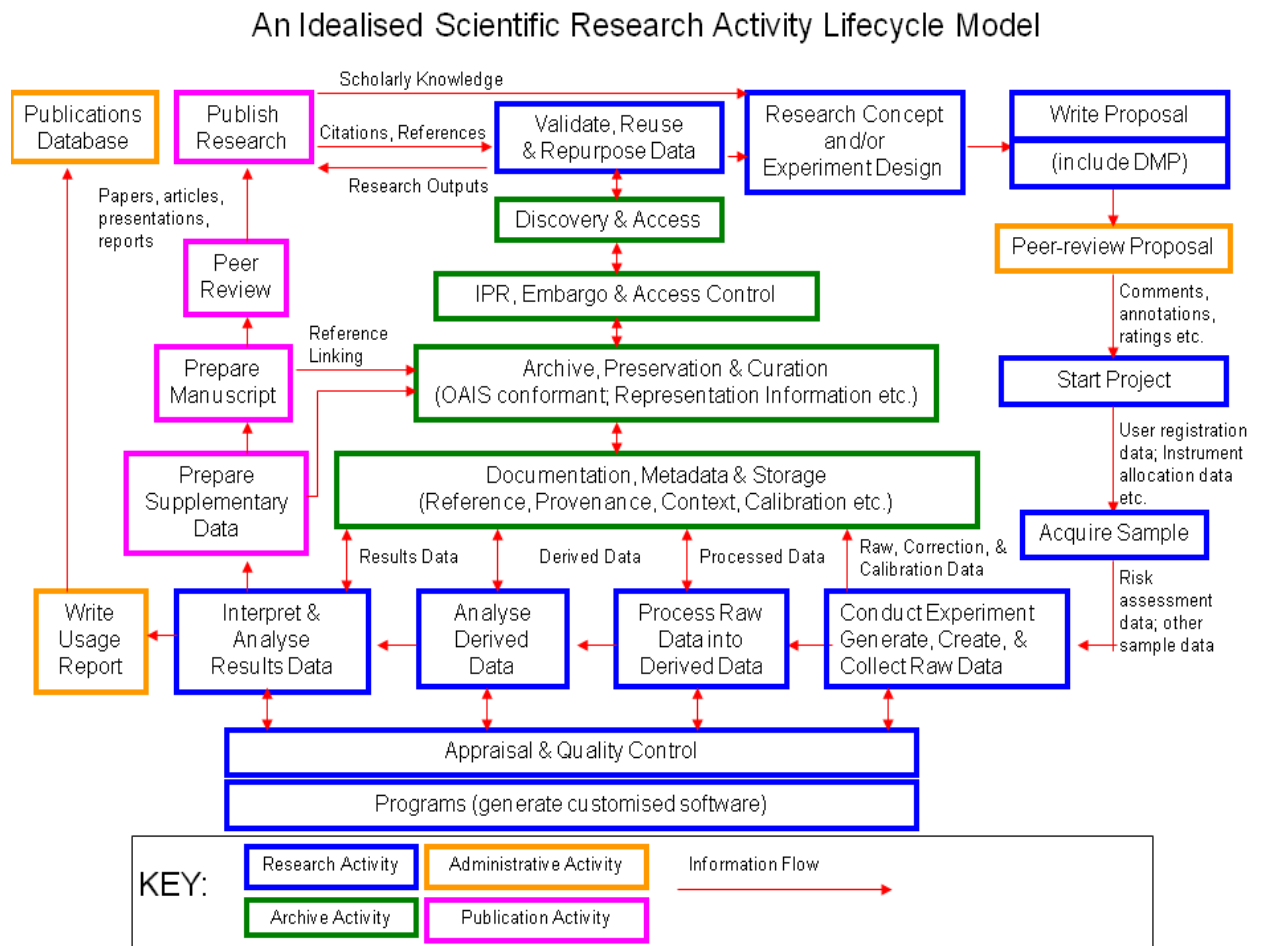 An Idealised Scientific Research Activity Lifecycle Model
Scholarly Knowledge
Publications
Database
Publish
Research
Citations, References
Validate, Reuse
& Repurpose Data
Research Concept
and/or
Experiment Design
Write Proposal
(include DMP)
Research Outputs
Papers, articles,
presentations,
reports
Discovery & Access
Peer-review Proposal
Peer
Review
IPR, Embargo & Access Control
Comments,
annotations,
ratings etc.
Reference
Linking
Prepare
Manuscript
Archive, Preservation & Curation
(OAIS conformant; Representation Information etc.)
Start Project
User registration
data; Instrument
allocation data
etc.
Prepare
Supplementary
Data
Documentation, Metadata & Storage
(Reference, Provenance, Context, Calibration etc.)
Acquire Sample
Results Data
Derived Data
Processed Data
Raw, Correction, &
Calibration Data
Risk
assessment
data; other
sample data
Write
Usage
Report
Interpret &
Analyse
Results Data
Analyse
Derived
Data
Process Raw
Data into
Derived Data
Conduct Experiment
Generate, Create, &
Collect Raw Data
Appraisal & Quality Control
Programs (generate customised software)
KEY:
Research Activity
Administrative Activity
Information Flow
Archive Activity
Publication Activity